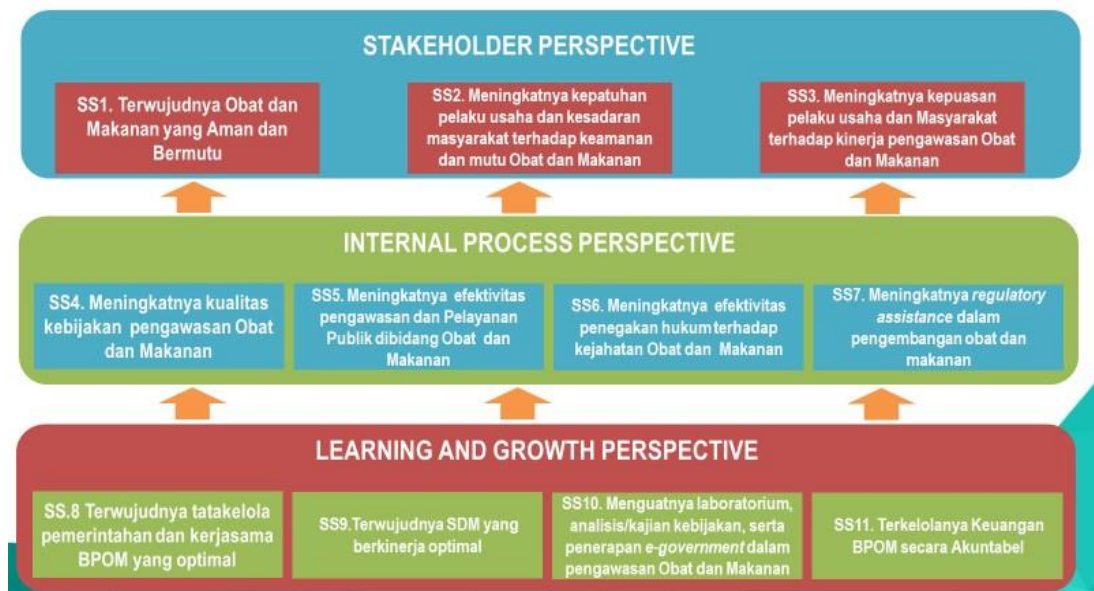 STAKEHOLDER PERSPECTIVE
SS1. Terwujudnya Obat dan
Makanan yang Aman dan
Bermutu
SS2. Meningkatnya kepatuhan
pelaku usaha dan kesadaran
masyarakat terhadap keamanan
dan mutu Obat dan Makanan
SS3. Meningkatnya kepuasan
pelaku usaha dan Masyarakat
terhadap kinerja pengawasan Obat
dan Makanan
INTERNAL PROCESS PERSPECTIVE
SS4. Meningkatnya kualitas
kebijakan pengawasan Obat
dan Makanan
SS5. Meningkatnya efektivitas
pengawasan dan Pelayanan
Publik dibidang Obat dan
Makanan
SS6. Meningkatnya efektivitas
penegakan hukum terhadap
kejahatan Obat dan Makanan
SS7. Meningkatnya regulatory
assistance dalam
pengembangan obat dan
makanan
LEARNING AND GROWTH PERSPECTIVE
SS.8 Terwujudnya tatakelola
pemerintahan dan kerjasama
BPOM yang optimal
SS9.Terwujudnya SDM yang
berkinerja optimal
SS10. Menguatnya laboratorium,
analisis/kajian kebijakan, serta
penerapan e-government dalam
pengawasan Obat dan Makanan
SS11. Terkelolanya Keuangan
BPOM secara Akuntabel